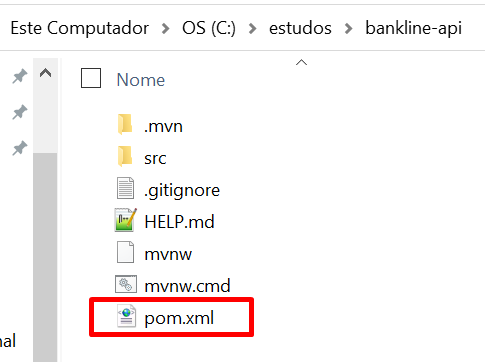 Este Computador > OS (C:) > estudos > bankline-api
Nome
.mvn
src
.gitignore
HELP.md
mvnw
mvnw.cmd
pom.xml
nal